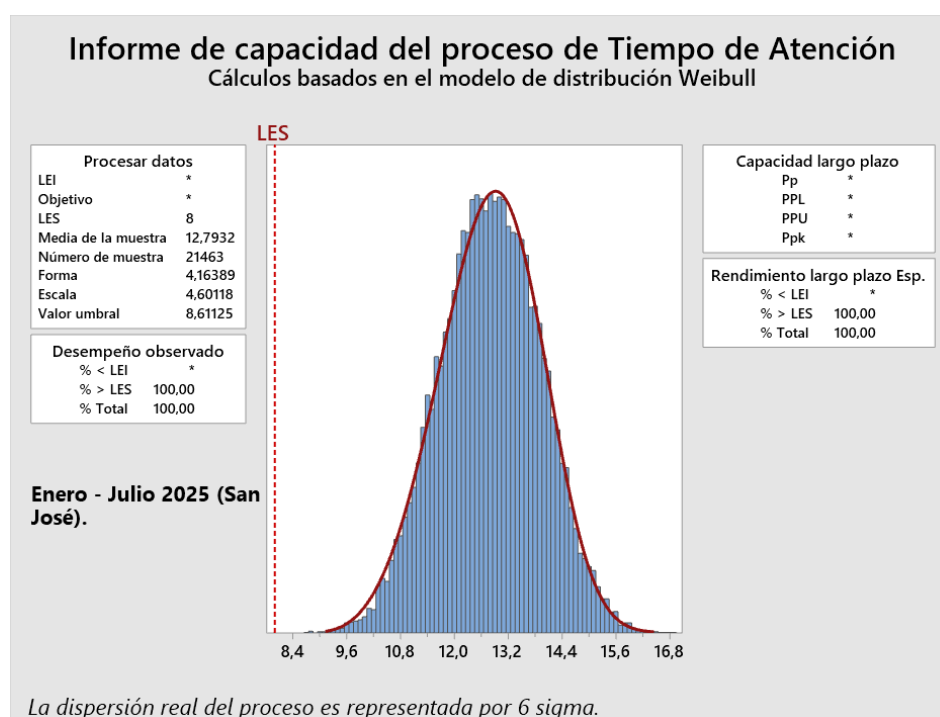 Informe de capacidad del proceso de Tiempo de Atención
Cálculos basados en el modelo de distribución Weibull
LES
Procesar datos
LEI *
Objetivo *
LES 8
Media de la muestra 12,7932
Número de muestra 21463
Forma 4,16389
Escala 4,60118
Valor umbral 8,61125
Desempeño observado
% < LEI *
% > LES 100,00
% Total 100,00
Capacidad largo plazo
Pp *
PPL *
PPU *
Ppk *
Rendimiento largo plazo Esp.
% < LEI *
% > LES 100,00
% Total 100,00
Enero - Julio 2025 (San
José).
8,4 9,6 10,8 12,0 13,2 14,4 15,6 16,8
La dispersión real del proceso es representada por 6 sigma.